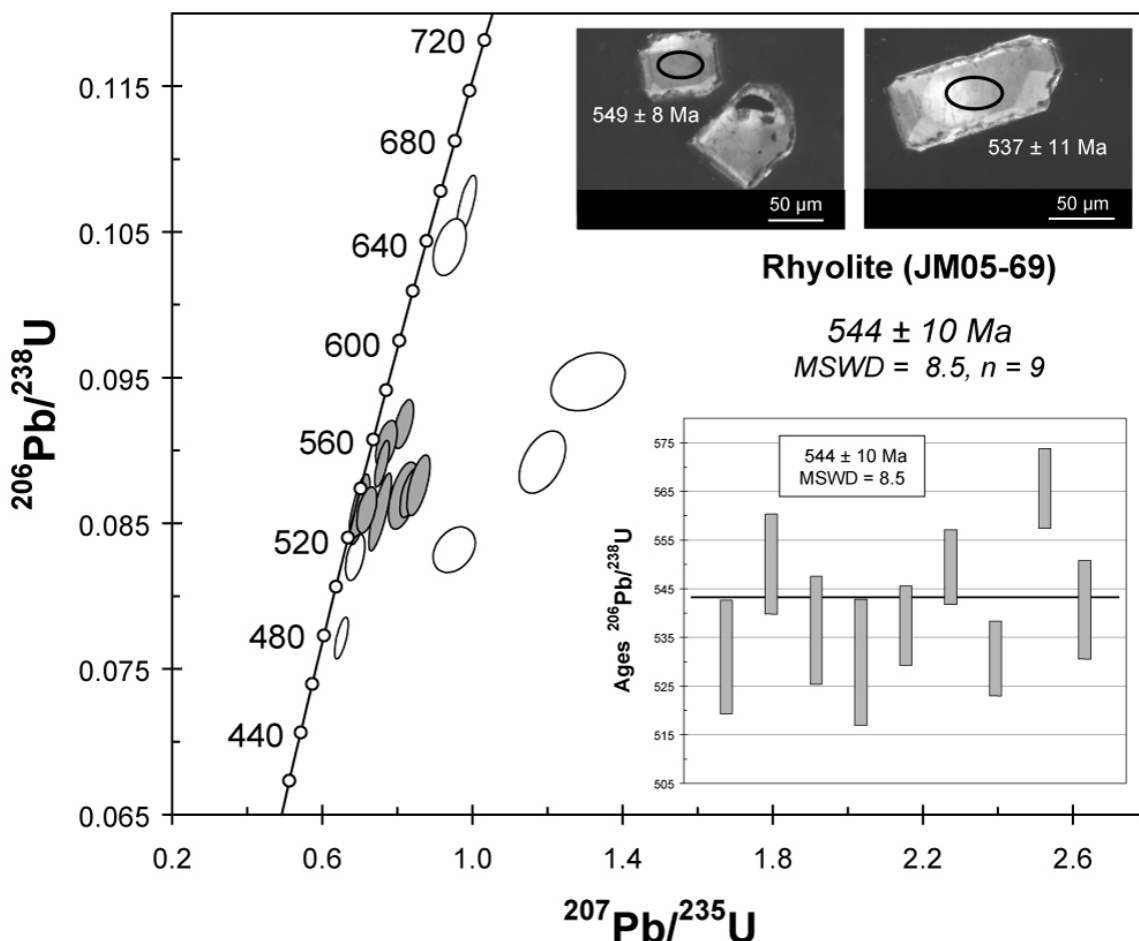 720
680
640
600
560
520
480
440
0.115
0.105
0.095
0.085
0.075
0.065
0.2
0.6
1.0
1.4
1.8
2.2
2.6
²⁰⁶Pb/²³⁸U
²⁰⁷Pb/²³⁵U
549 ± 8 Ma
50 µm
537 ± 11 Ma
50 µm
Rhyolite (JM05-69)
544 ± 10 Ma
MSWD = 8.5, n = 9
544 ± 10 Ma
MSWD = 8.5
Ages ²⁰⁶Pb/²³⁸U
575
565
555
545
535
525
515
505